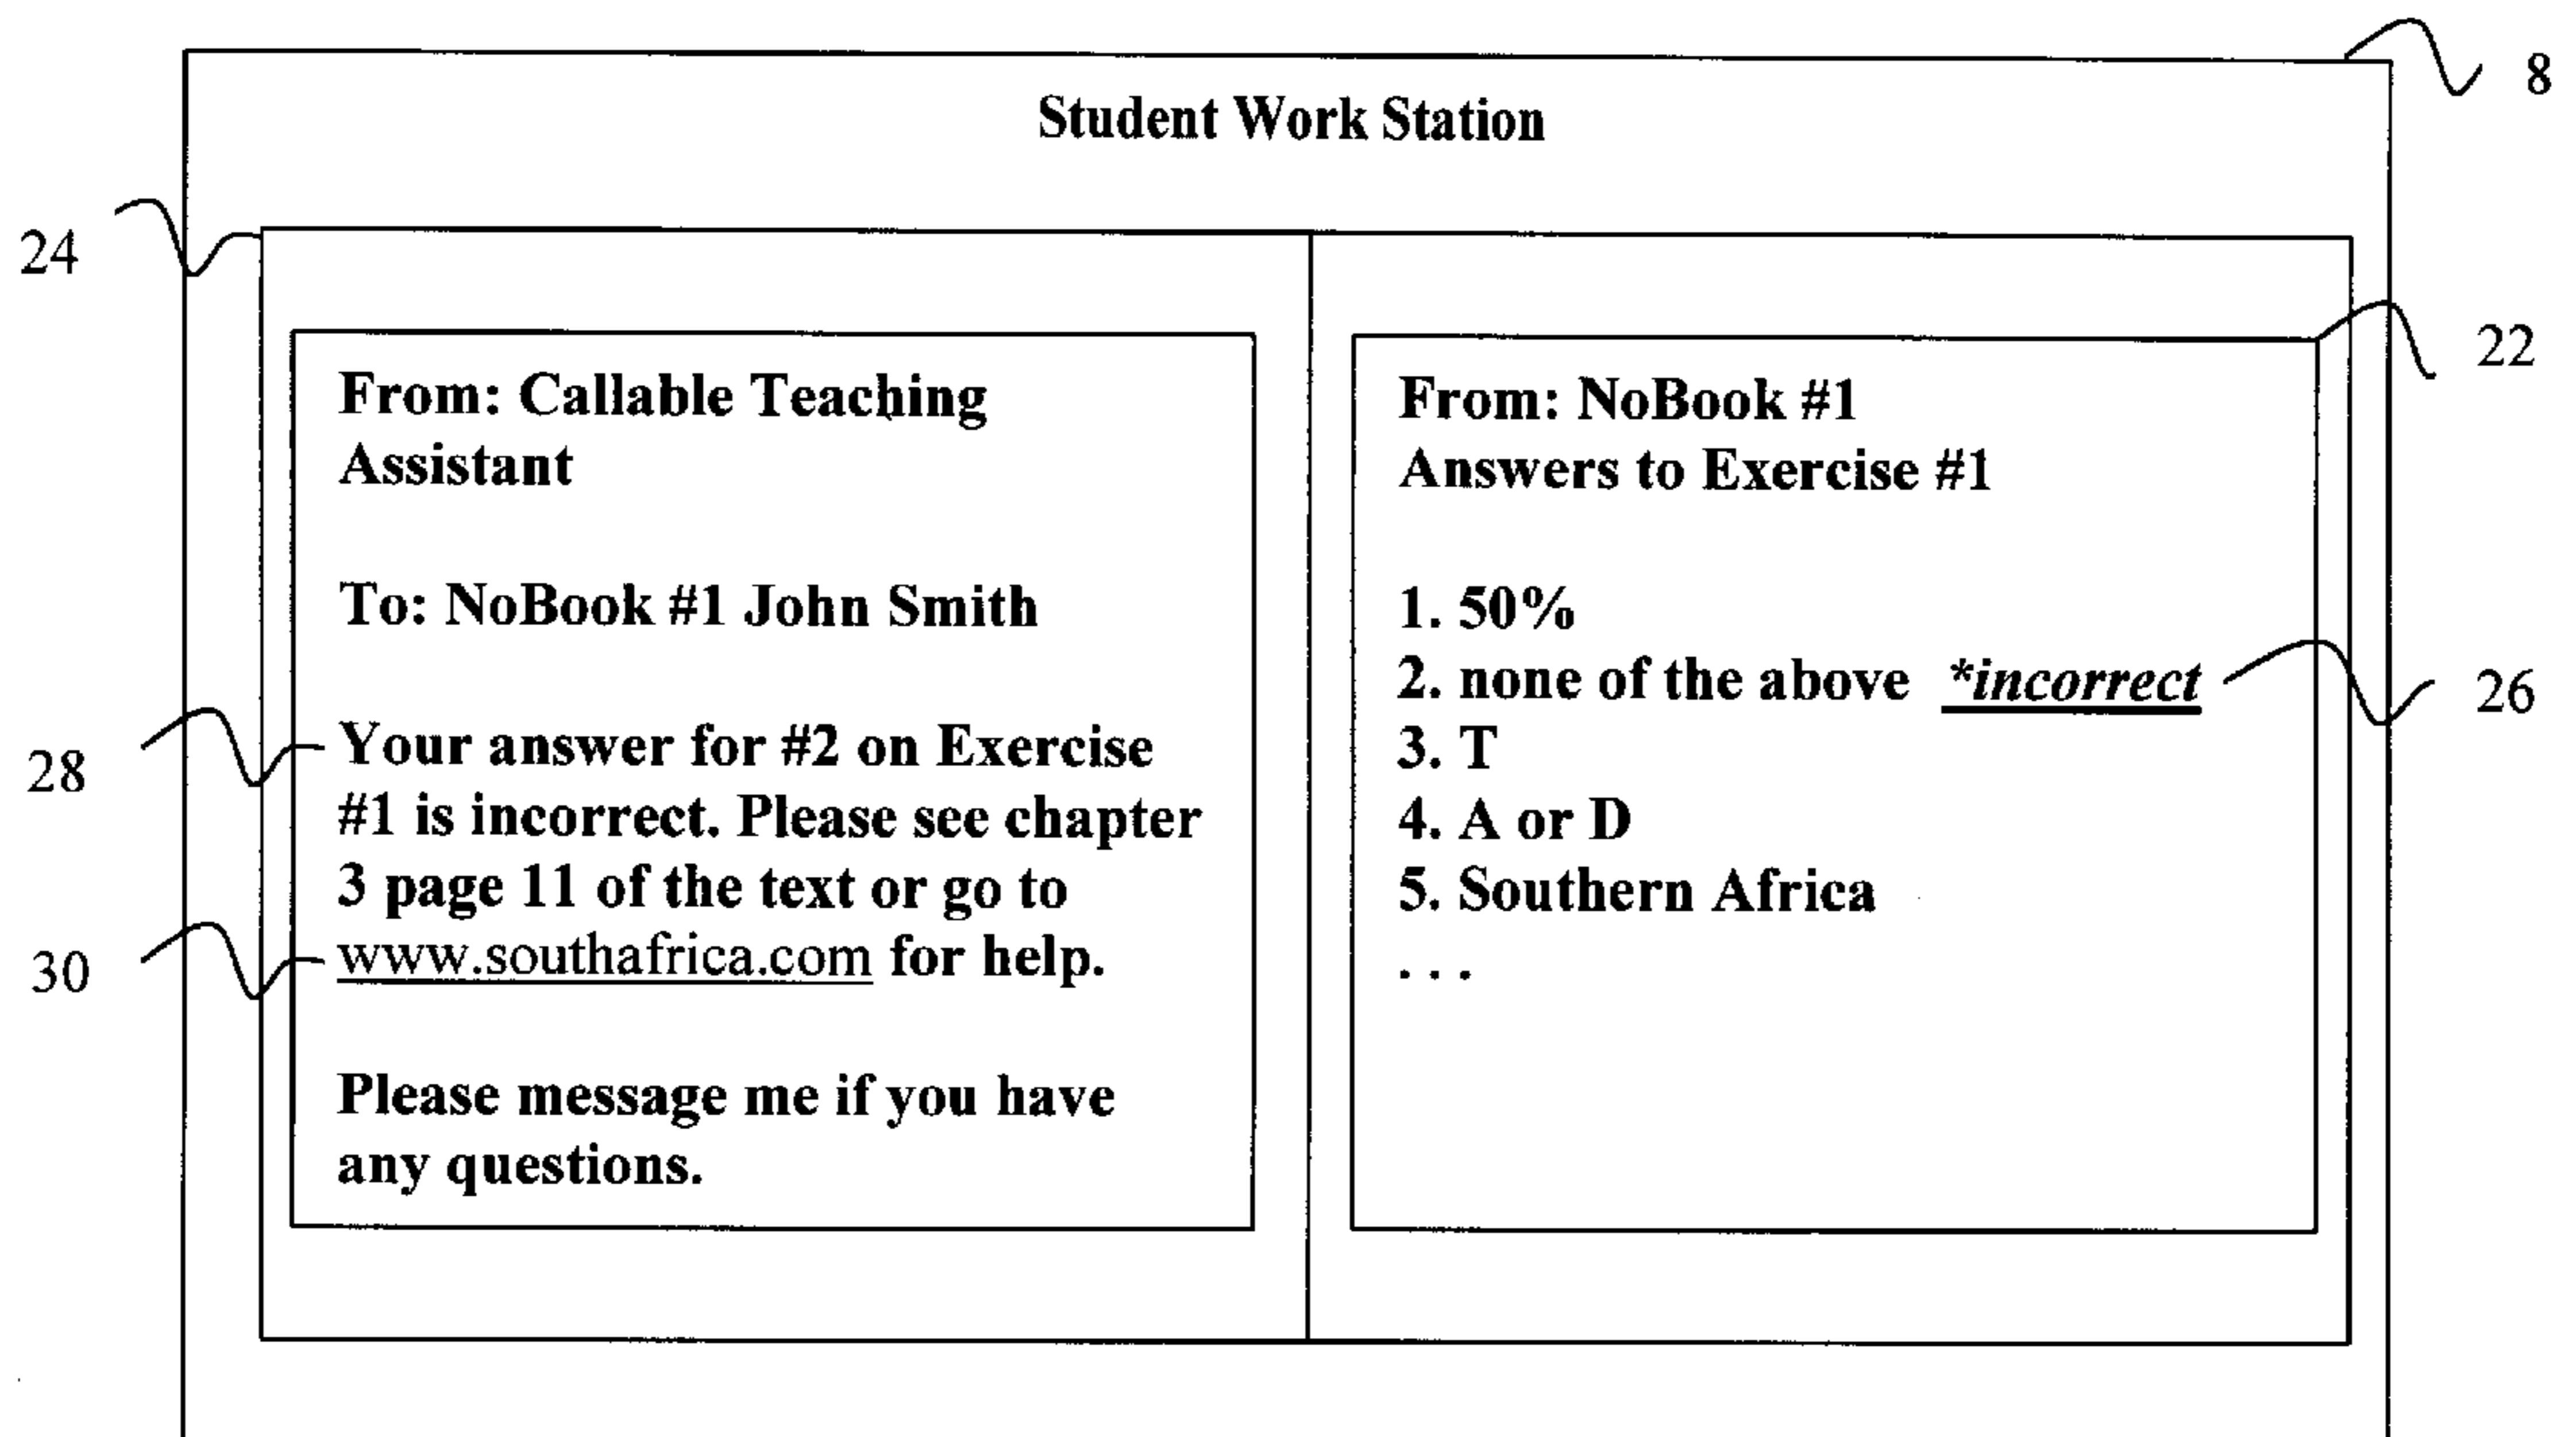 8
Student Work Station
24
22
From: Callable Teaching
Assistant
To: NoBook #1 John Smith
28
Your answer for #2 on Exercise
#1 is incorrect. Please see chapter
3 page 11 of the text or go to
30
www.southafrica.com for help.
Please message me if you have
any questions.
From: NoBook #1
Answers to Exercise #1
1. 50%
2. none of the above *incorrect
26
3. T
4. A or D
5. Southern Africa
. . .